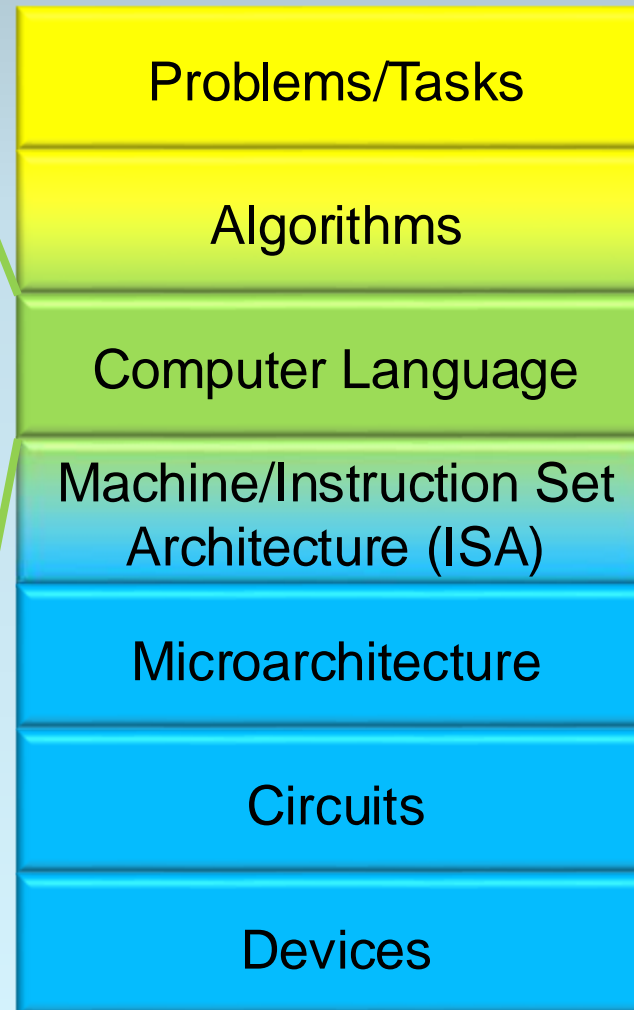 Problems/Tasks
Algorithms
Computer Language
Machine/Instruction Set
Architecture (ISA)
Microarchitecture
Circuits
Devices